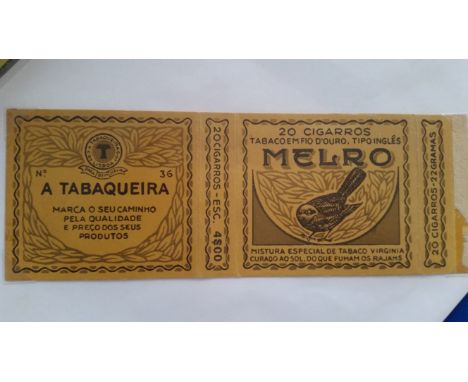 A TABAQUEIRA
LISBOA
T
Nº 36
A TABAQUEIRA
MARCA O SEU CAMINHO
PELA QUALIDADE
E PREÇO DOS SEUS
PRODUTOS
20 CIGARROS - ESC. 4$00
20 CIGARROS
TABACO EM FIO D'OURO, TIPO INGLÊS
MELRO
MISTURA ESPECIAL DE TABACO VIRGINIA
CURADO AO SOL, DO QUE FUMAM OS RAJAHS
20 CIGARROS - 22 GRAMAS